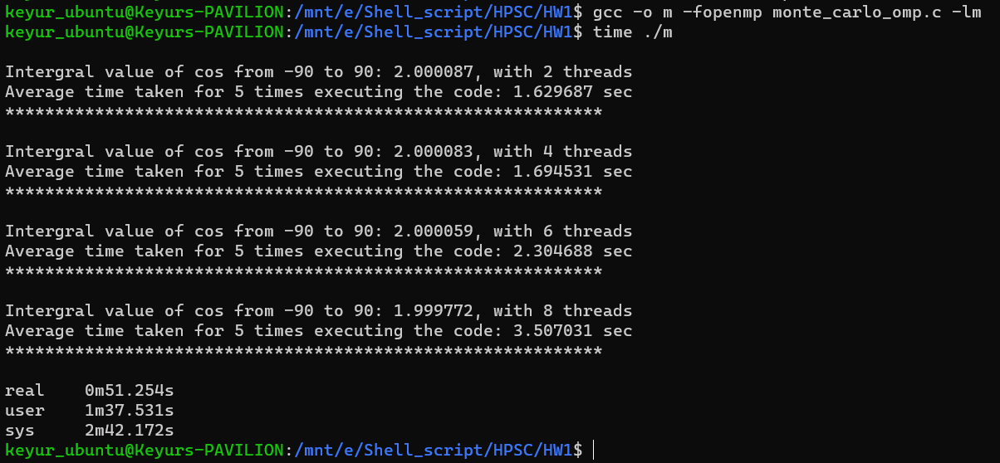 keyur_ubuntu@Keyurs-PAVILION:/mnt/e/Shell_script/HPSC/HW1$ gcc -o m -fopenmp monte_carlo_omp.c -lm
keyur_ubuntu@Keyurs-PAVILION:/mnt/e/Shell_script/HPSC/HW1$ time ./m
Intergral value of cos from -90 to 90: 2.000087, with 2 threads
Average time taken for 5 times executing the code: 1.629687 sec
************************************************************
Intergral value of cos from -90 to 90: 2.000083, with 4 threads
Average time taken for 5 times executing the code: 1.694531 sec
************************************************************
Intergral value of cos from -90 to 90: 2.000059, with 6 threads
Average time taken for 5 times executing the code: 2.304688 sec
************************************************************
Intergral value of cos from -90 to 90: 1.999772, with 8 threads
Average time taken for 5 times executing the code: 3.507031 sec
************************************************************
real    0m51.254s
user    1m37.531s
sys     2m42.172s
keyur_ubuntu@Keyurs-PAVILION:/mnt/e/Shell_script/HPSC/HW1$